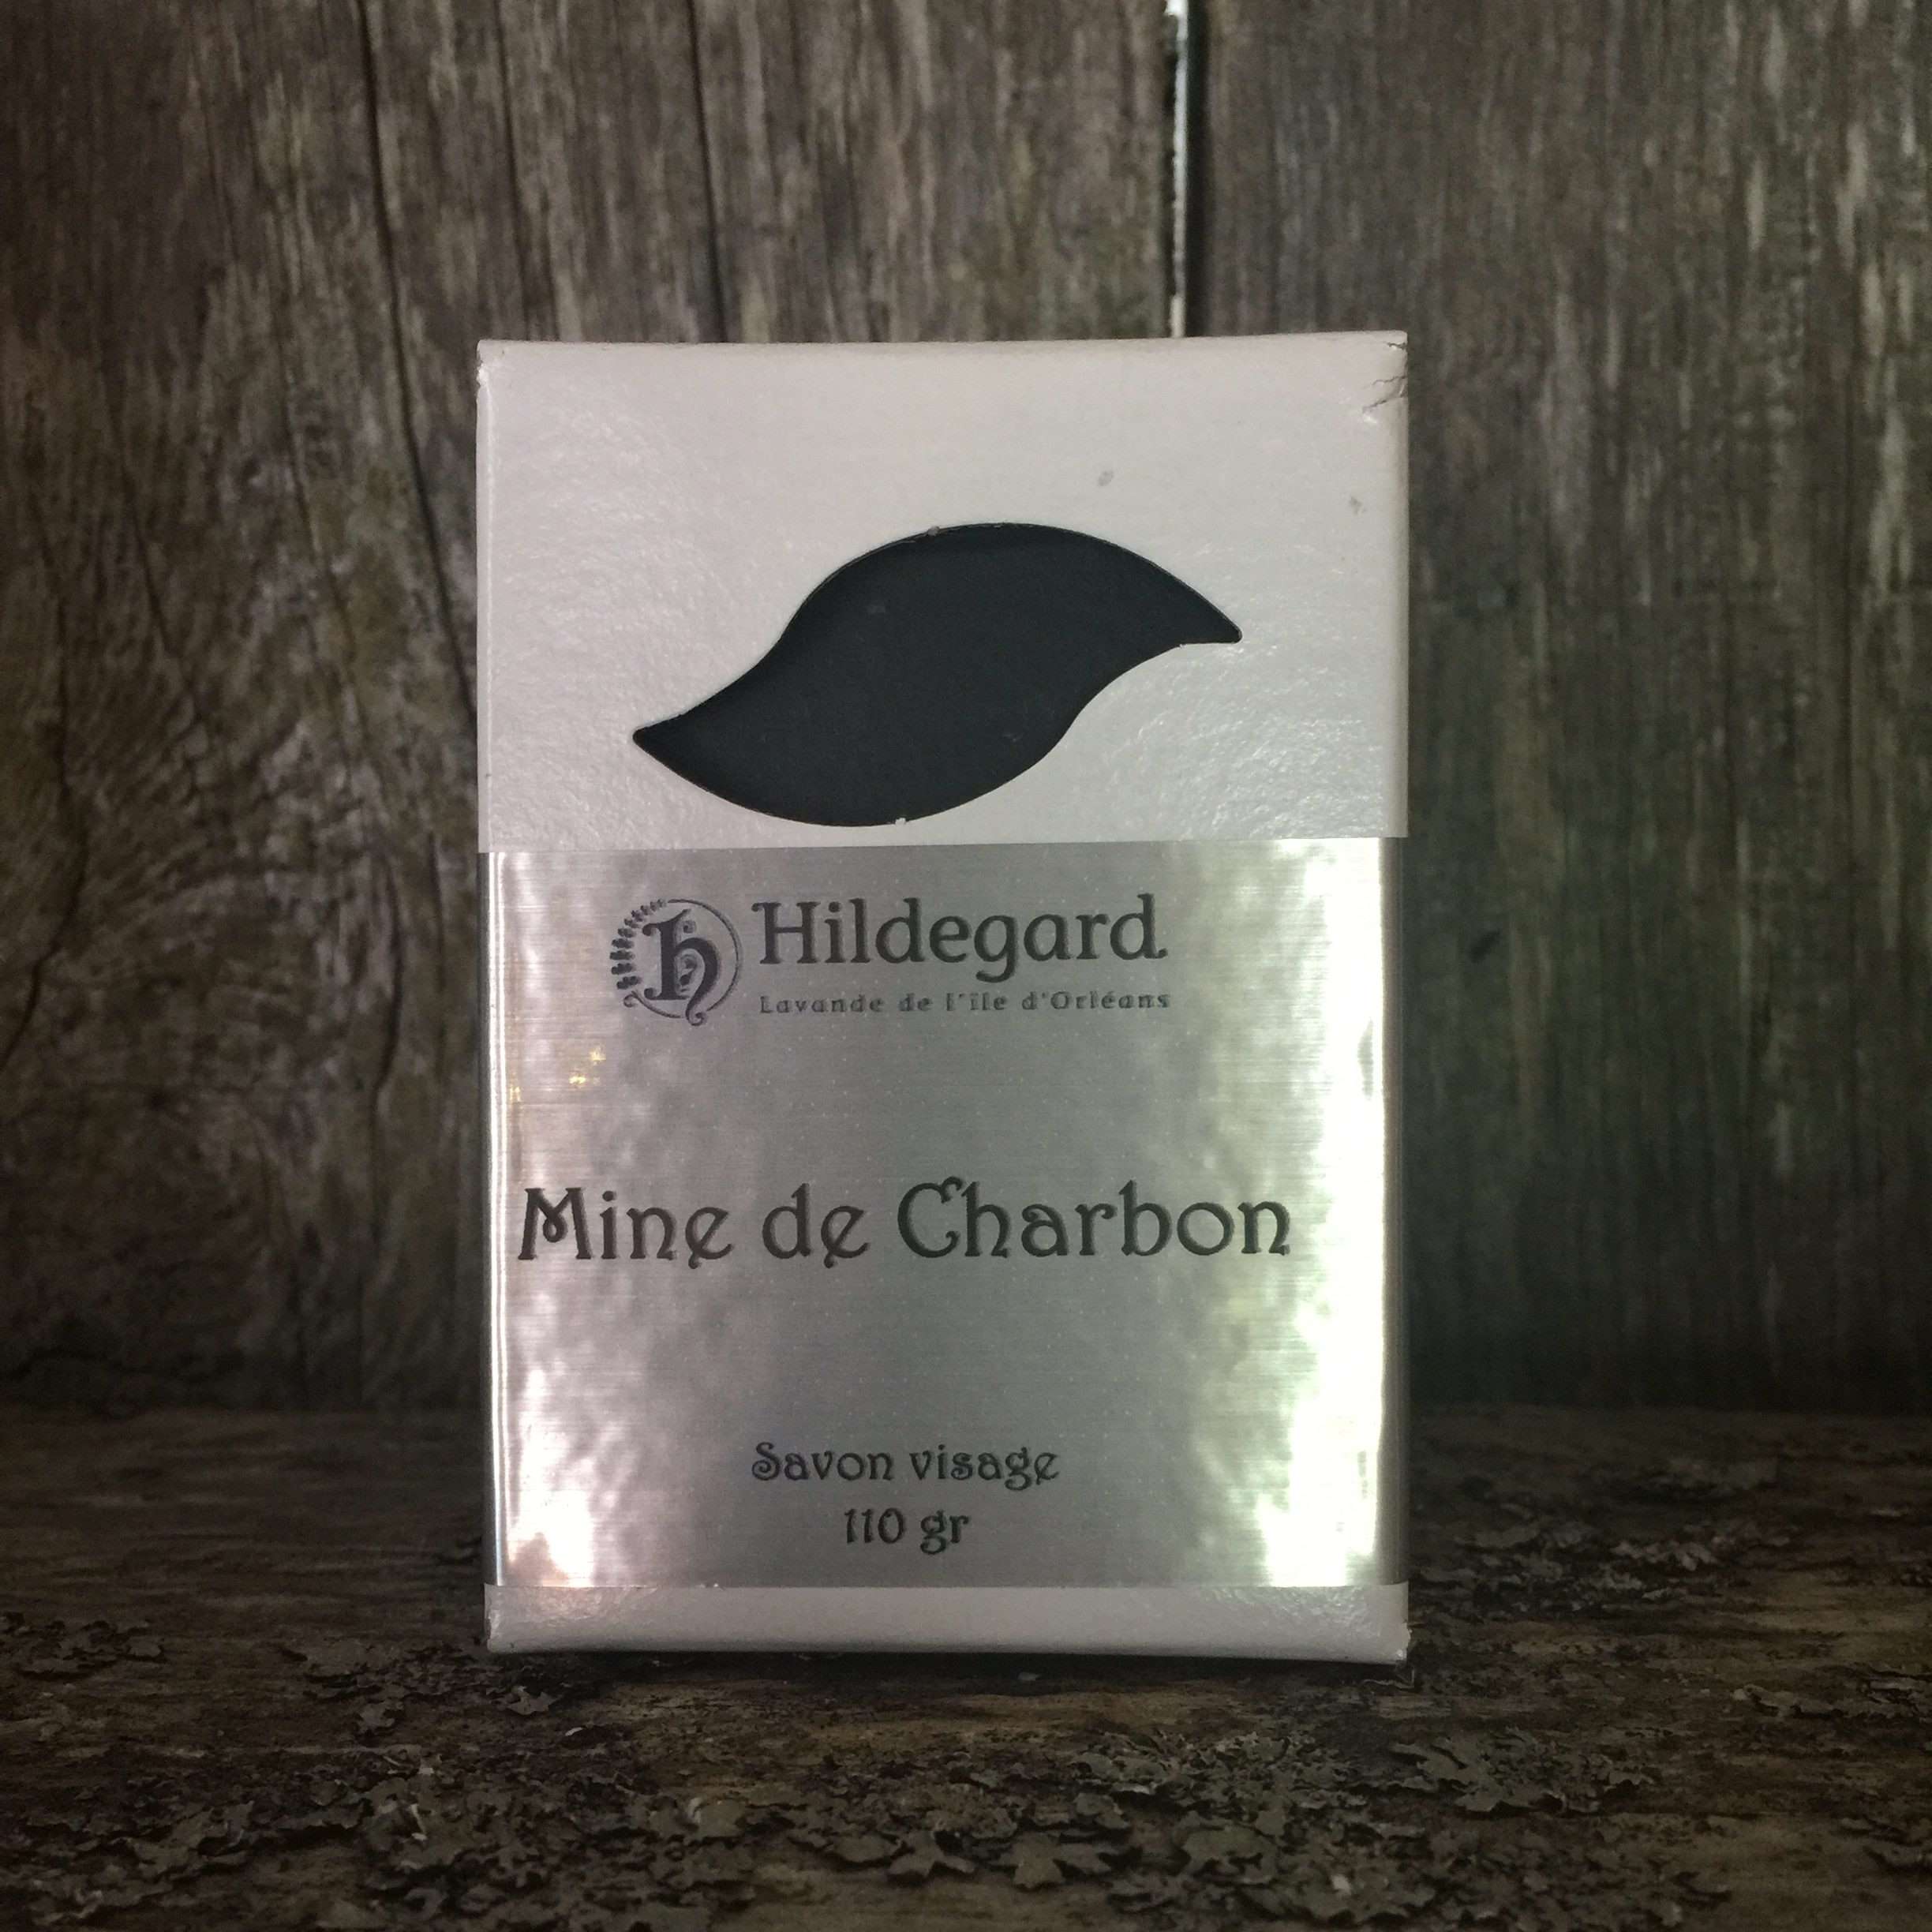 h Hildegard
Lavande de l'île d'Orléans
Mine de Charbon
Savon visage
110 gr